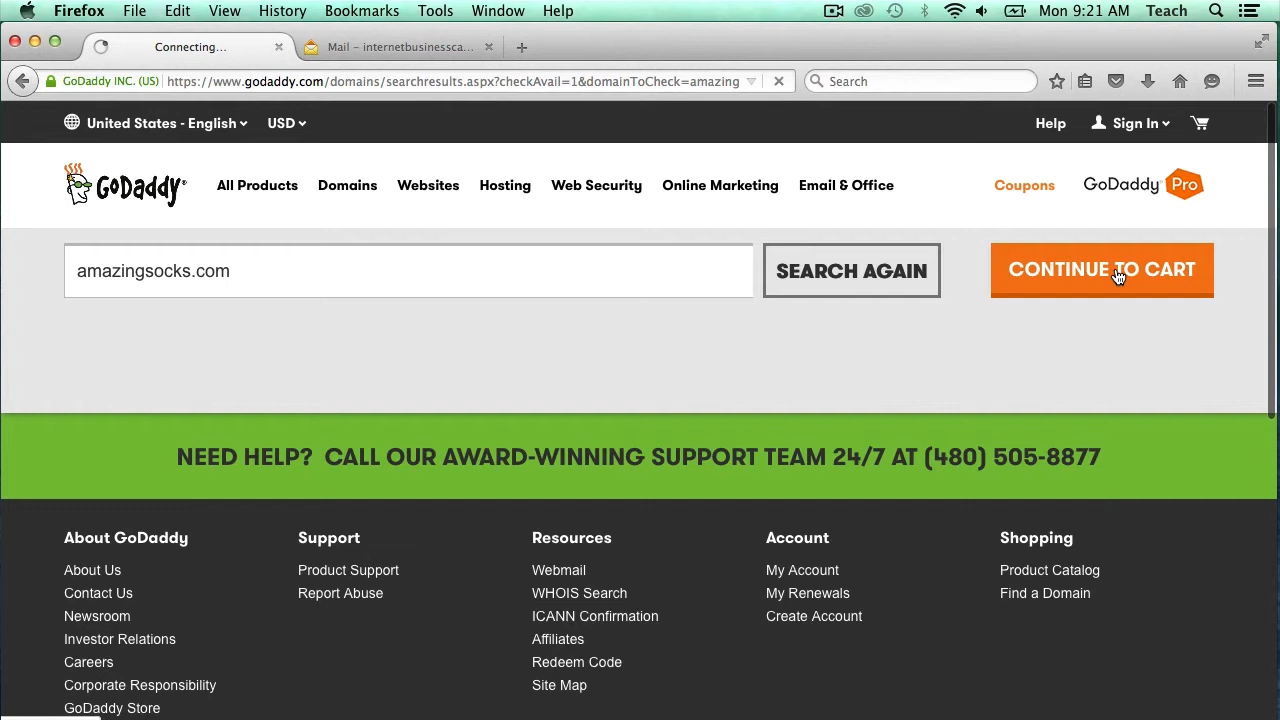 Firefox File Edit View History Bookmarks Tools Window Help Mon 9:21 AM Teach
Connecting... Mail – internetbusinessca...
GoDaddy INC. (US) https://www.godaddy.com/domains/searchresults.aspx?checkAvail=1&domainToCheck=amazing Search
United States - English USD Help Sign In
GoDaddy All Products Domains Websites Hosting Web Security Online Marketing Email & Office Coupons GoDaddy Pro
amazingsocks.com SEARCH AGAIN CONTINUE TO CART
NEED HELP? CALL OUR AWARD-WINNING SUPPORT TEAM 24/7 AT (480) 505-8877
About GoDaddy Support Resources Account Shopping
About Us Product Support Webmail My Account Product Catalog
Contact Us Report Abuse WHOIS Search My Renewals Find a Domain
Newsroom ICANN Confirmation Create Account
Investor Relations Affiliates
Careers Redeem Code
Corporate Responsibility Site Map
GoDaddy Store